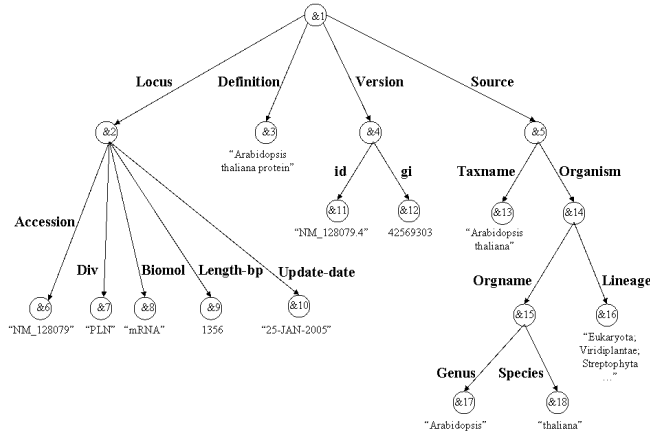 &1
Locus Definition Version Source
&2 &3 &4 &5
“Arabidopsis
thaliana protein”
id gi Taxname Organism
&11 &12 &13 &14
“NM_128079.4” 42569303 “Arabidopsis
thaliana”
Accession
Div Biomol Length-bp Update-date Orgname Lineage
&6 &7 &8 &9 &10 &15 &16
“NM_128079” “PLN” “mRNA” 1356 “25-JAN-2005”
“Eukaryota;
Viridiplantae;
Streptophyta
...”
Genus Species
&17 &18
“Arabidopsis” “thaliana”